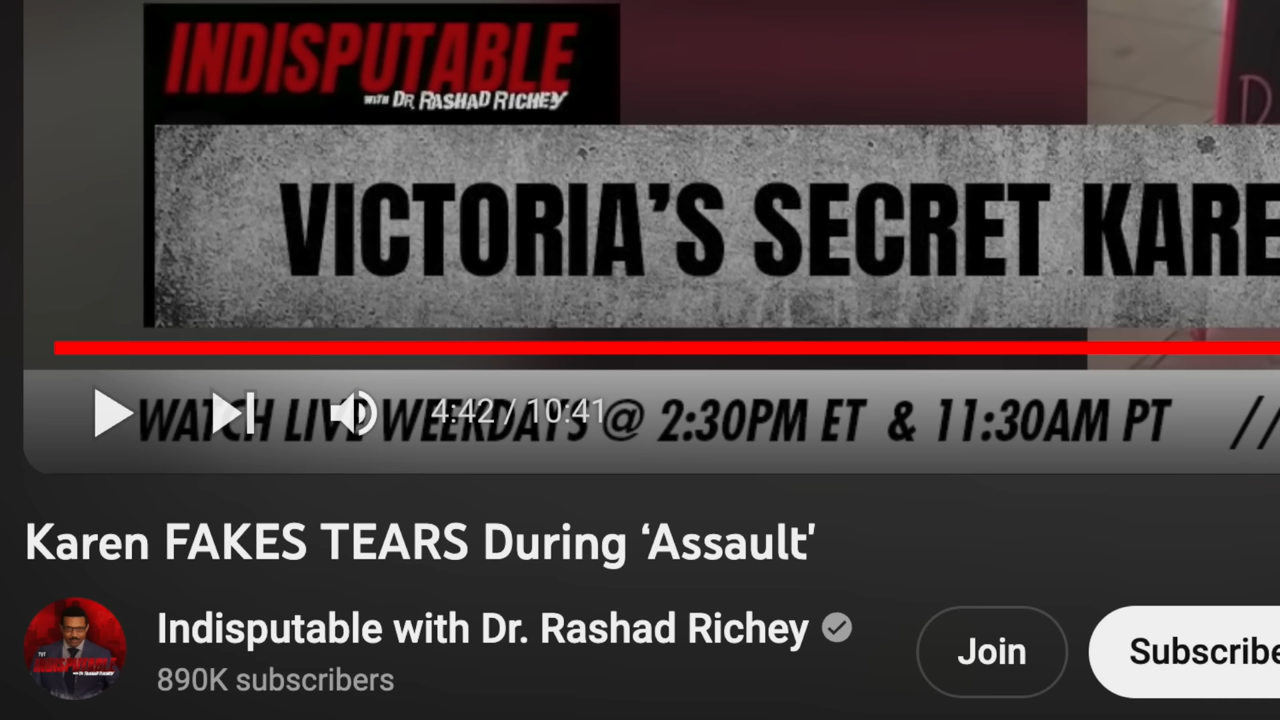 INDISPUTABLE
WITH DR RASHAD RICHEY
VICTORIA'S SECRET KARE
WATCH LIVE WEEKDAYS @ 2:30PM ET & 11:30AM PT //
4:42 / 10:41
Karen FAKES TEARS During ‘Assault’
Indisputable with Dr. Rashad Richey
890K subscribers
Join
Subscribe